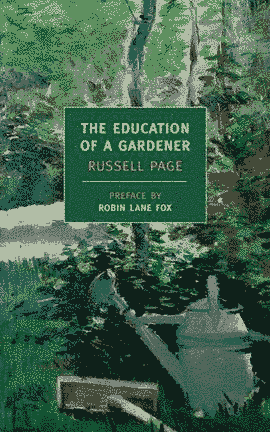 THE EDUCATION
OF A GARDENER
RUSSELL PAGE
PREFACE BY
ROBIN LANE FOX